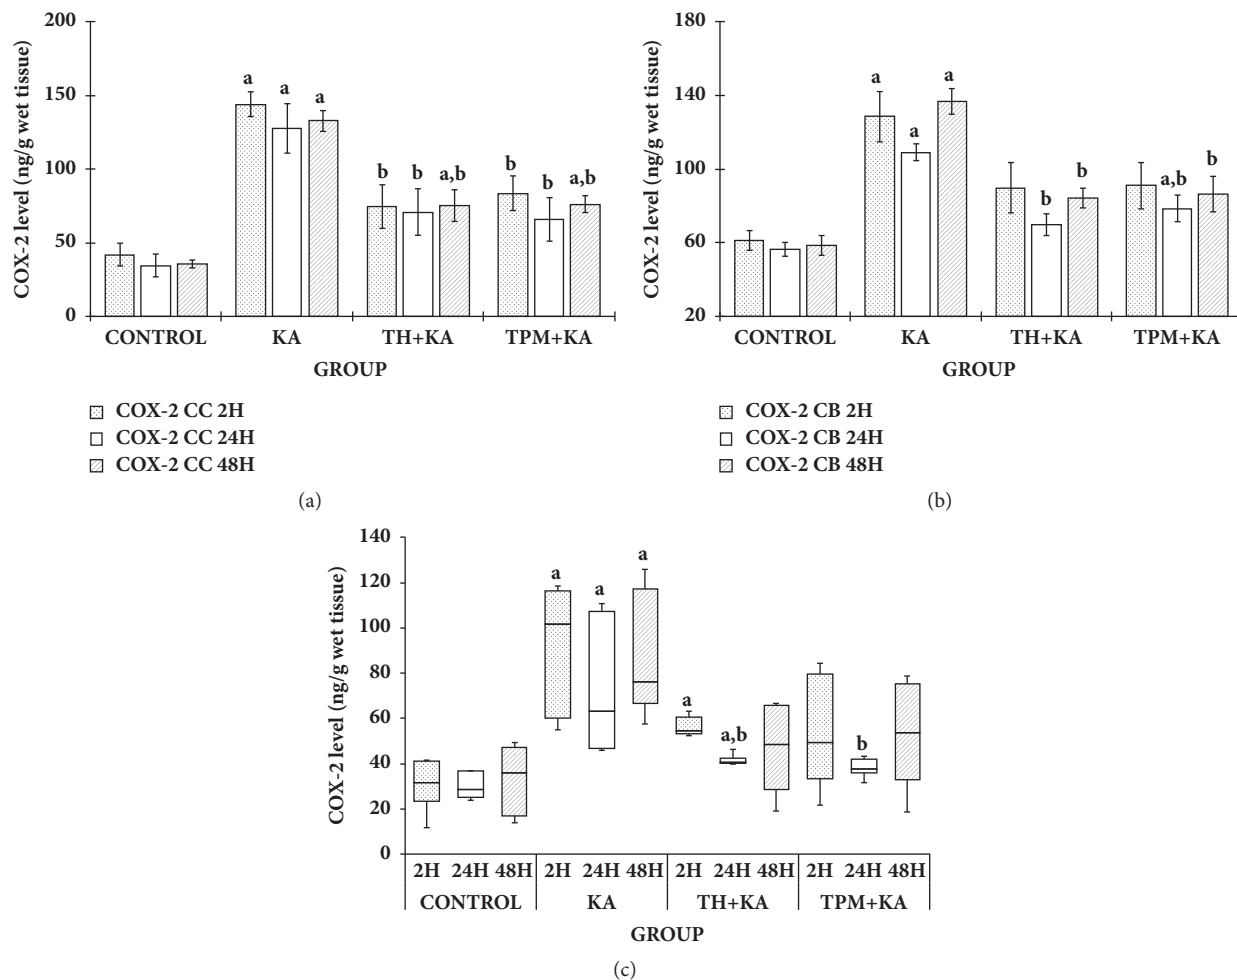 200
150
100
50
0
COX-2 level (ng/g wet tissue)
a
a
a
b
b
a,b
b
b
a,b
CONTROL
KA
TH+KA
TPM+KA
GROUP
COX-2 CC 2H
COX-2 CC 24H
COX-2 CC 48H
(a)
180
140
100
60
20
COX-2 level (ng/g wet tissue)
a
a
a
b
b
a,b
b
CONTROL
KA
TH+KA
TPM+KA
GROUP
COX-2 CB 2H
COX-2 CB 24H
COX-2 CB 48H
(b)
140
120
100
80
60
40
20
0
COX-2 level (ng/g wet tissue)
a
a
a
a
a,b
b
2H 24H 48H 2H 24H 48H 2H 24H 48H 2H 24H 48H
CONTROL KA TH+KA TPM+KA
GROUP
(c)